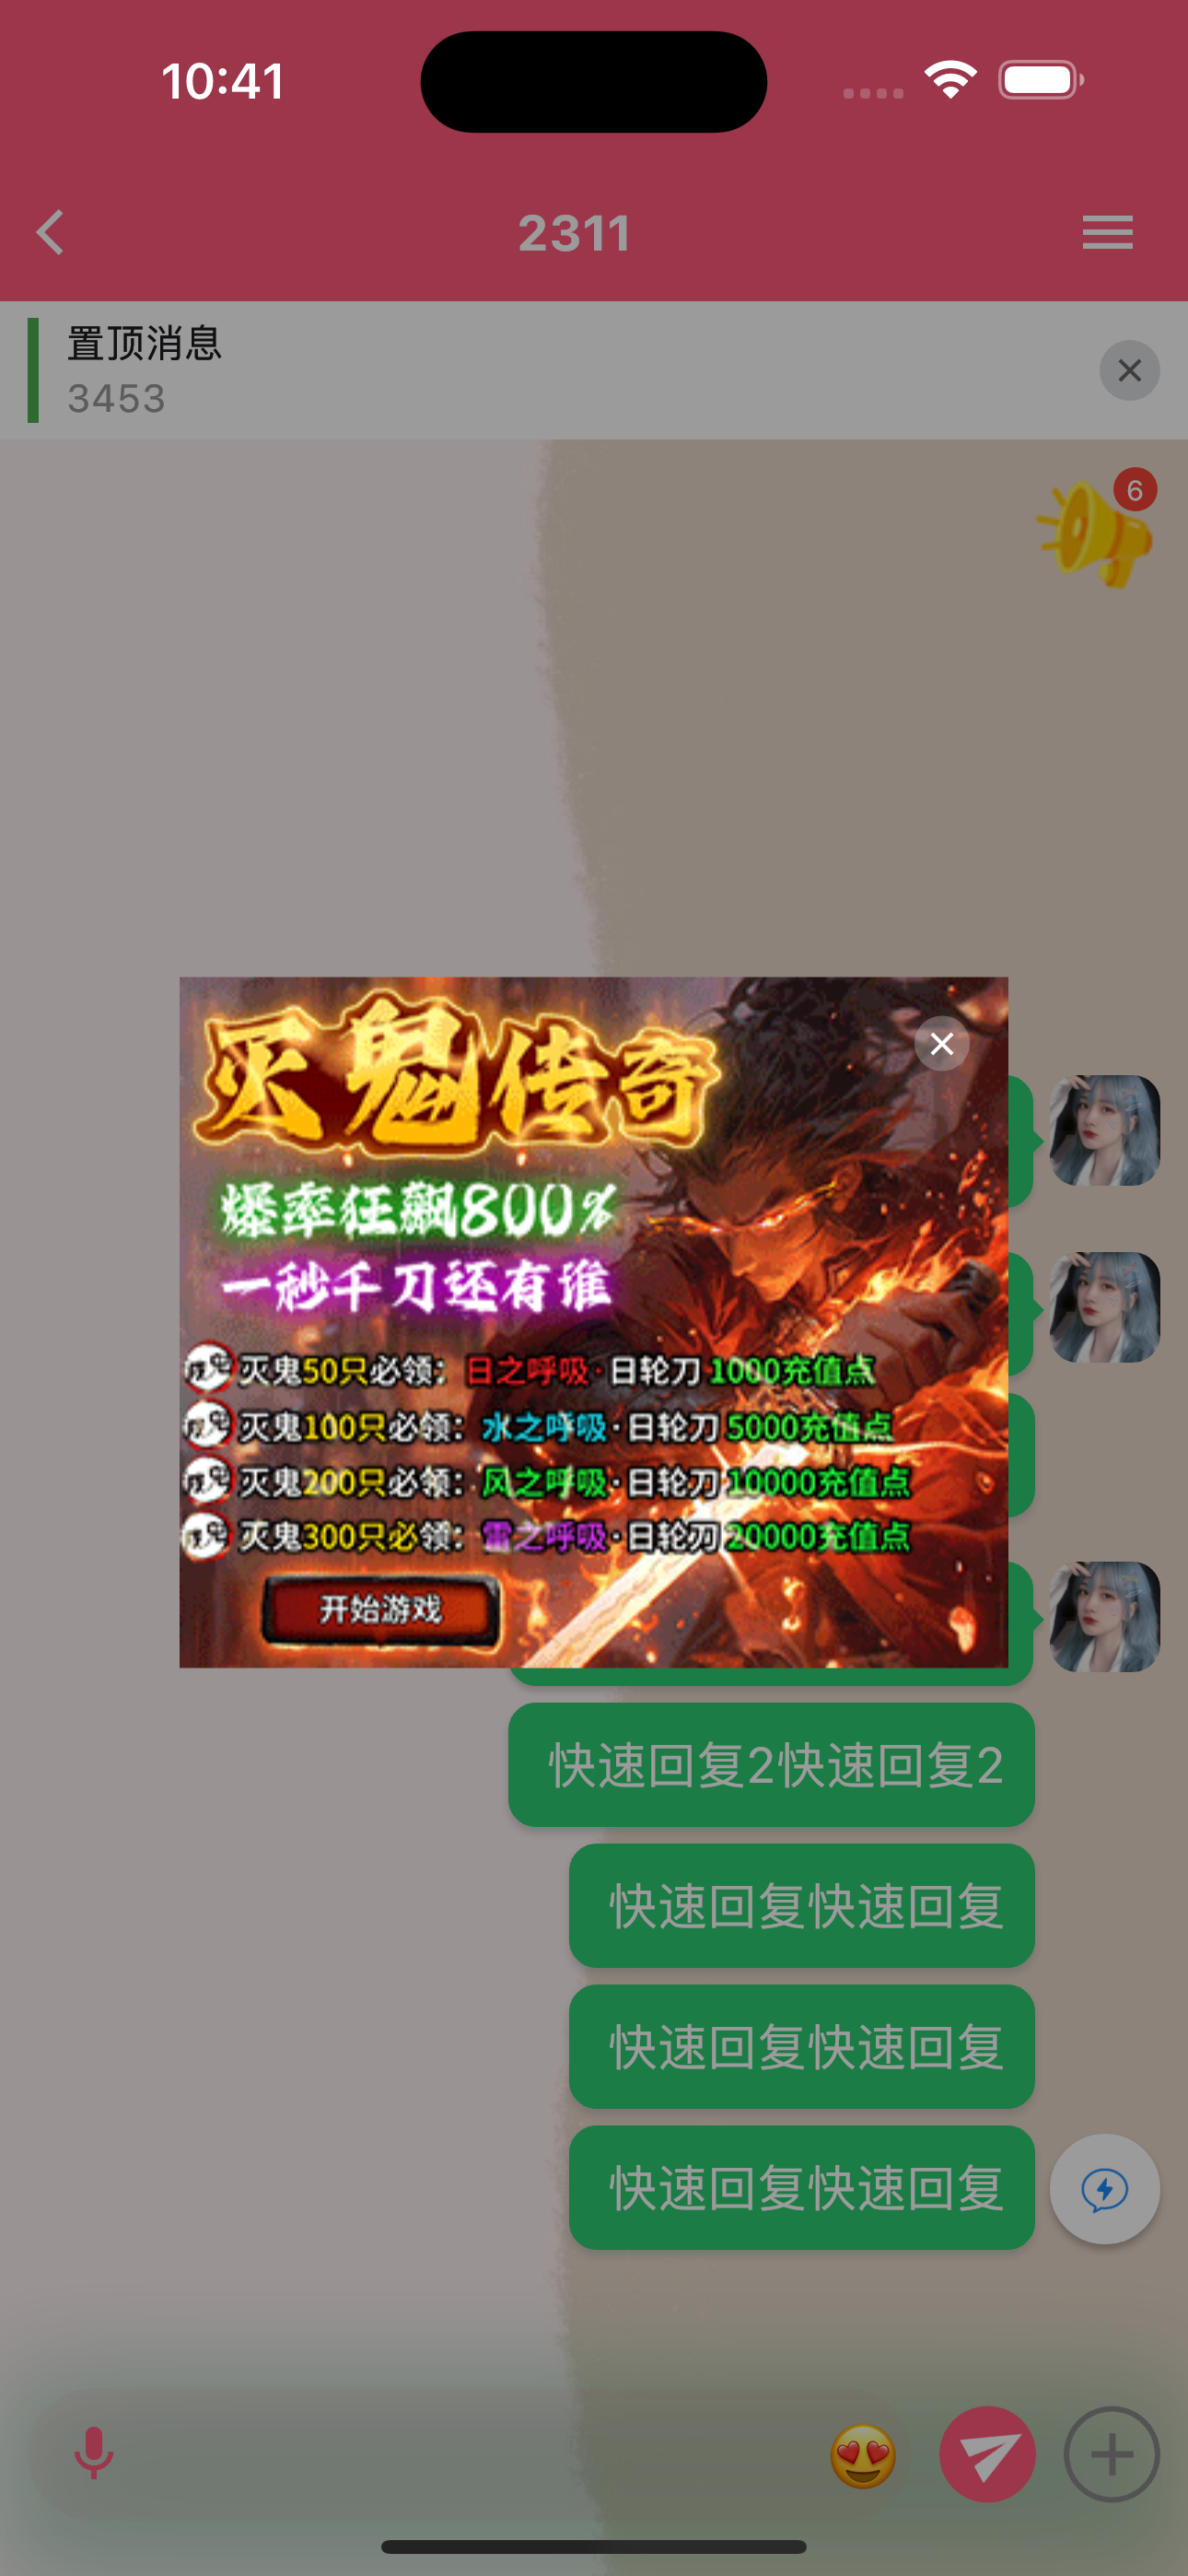 10:41
2311
置顶消息
3453
6
灭鬼传奇
爆率狂飙800%
一秒千刀还有谁
灭鬼50只必领：日之呼吸·日轮刀 1000充值点
灭鬼100只必领：水之呼吸·日轮刀 5000充值点
灭鬼200只必领：风之呼吸·日轮刀 10000充值点
灭鬼300只必领：雷之呼吸·日轮刃 20000充值点
开始游戏
快速回复2快速回复2
快速回复快速回复
快速回复快速回复
快速回复快速回复